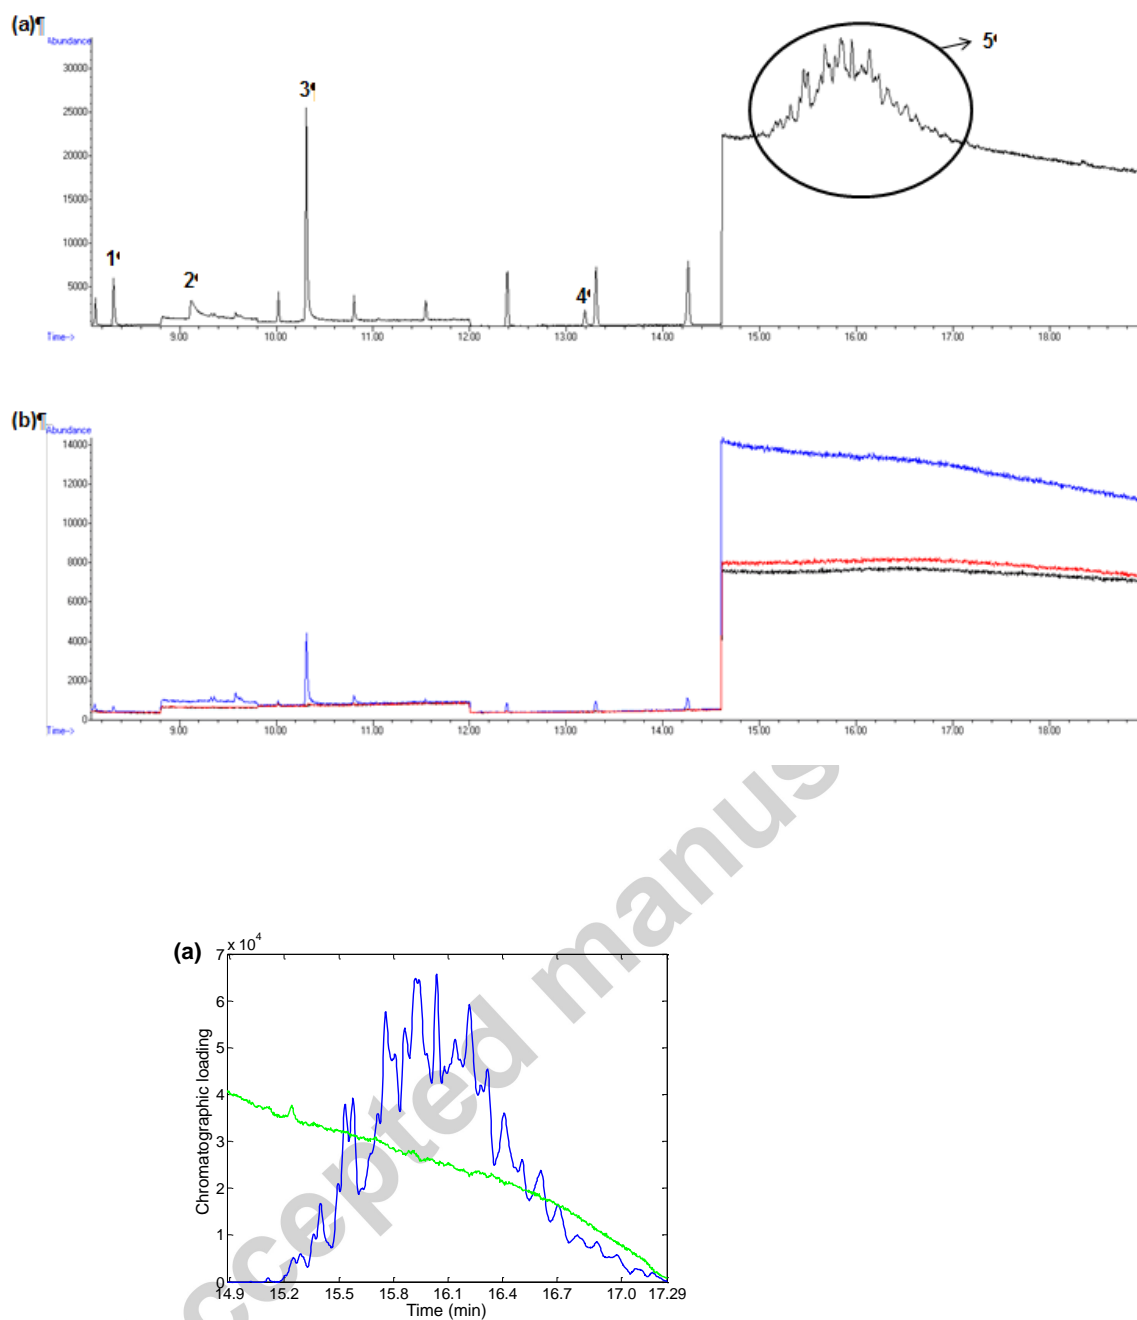 (a)¶
Abundance
5¶
30000
3¶
25000
20000
15000
10000
1¶
2¶
5000
4¶
Time-->
9.00 10.00 11.00 12.00 13.00 14.00 15.00 16.00 17.00 18.00
(b)¶
Abundance
14000
12000
10000
8000
6000
4000
2000
0
Time-->
9.00 10.00 11.00 12.00 13.00 14.00 15.00 16.00 17.00 18.00
ccepted manus
(a)
x 10^4
7
6
5
4
3
2
1
0
Chromatographic loading
14.9 15.2 15.5 15.8 16.1 16.4 16.7 17.0 17.29
Time (min)